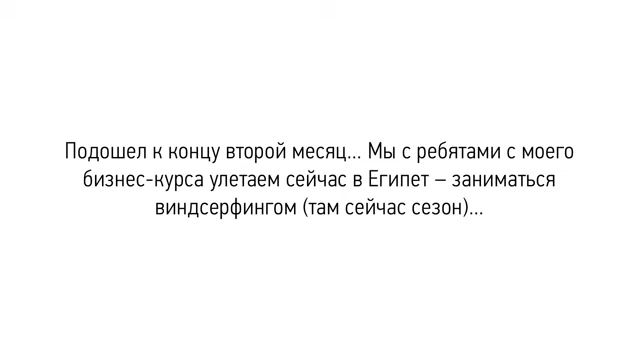 Подошел к концу второй месяц... Мы с ребятами с моего
бизнес-курса улетаем сейчас в Египет – заниматься
виндсерфингом (там сейчас сезон)...